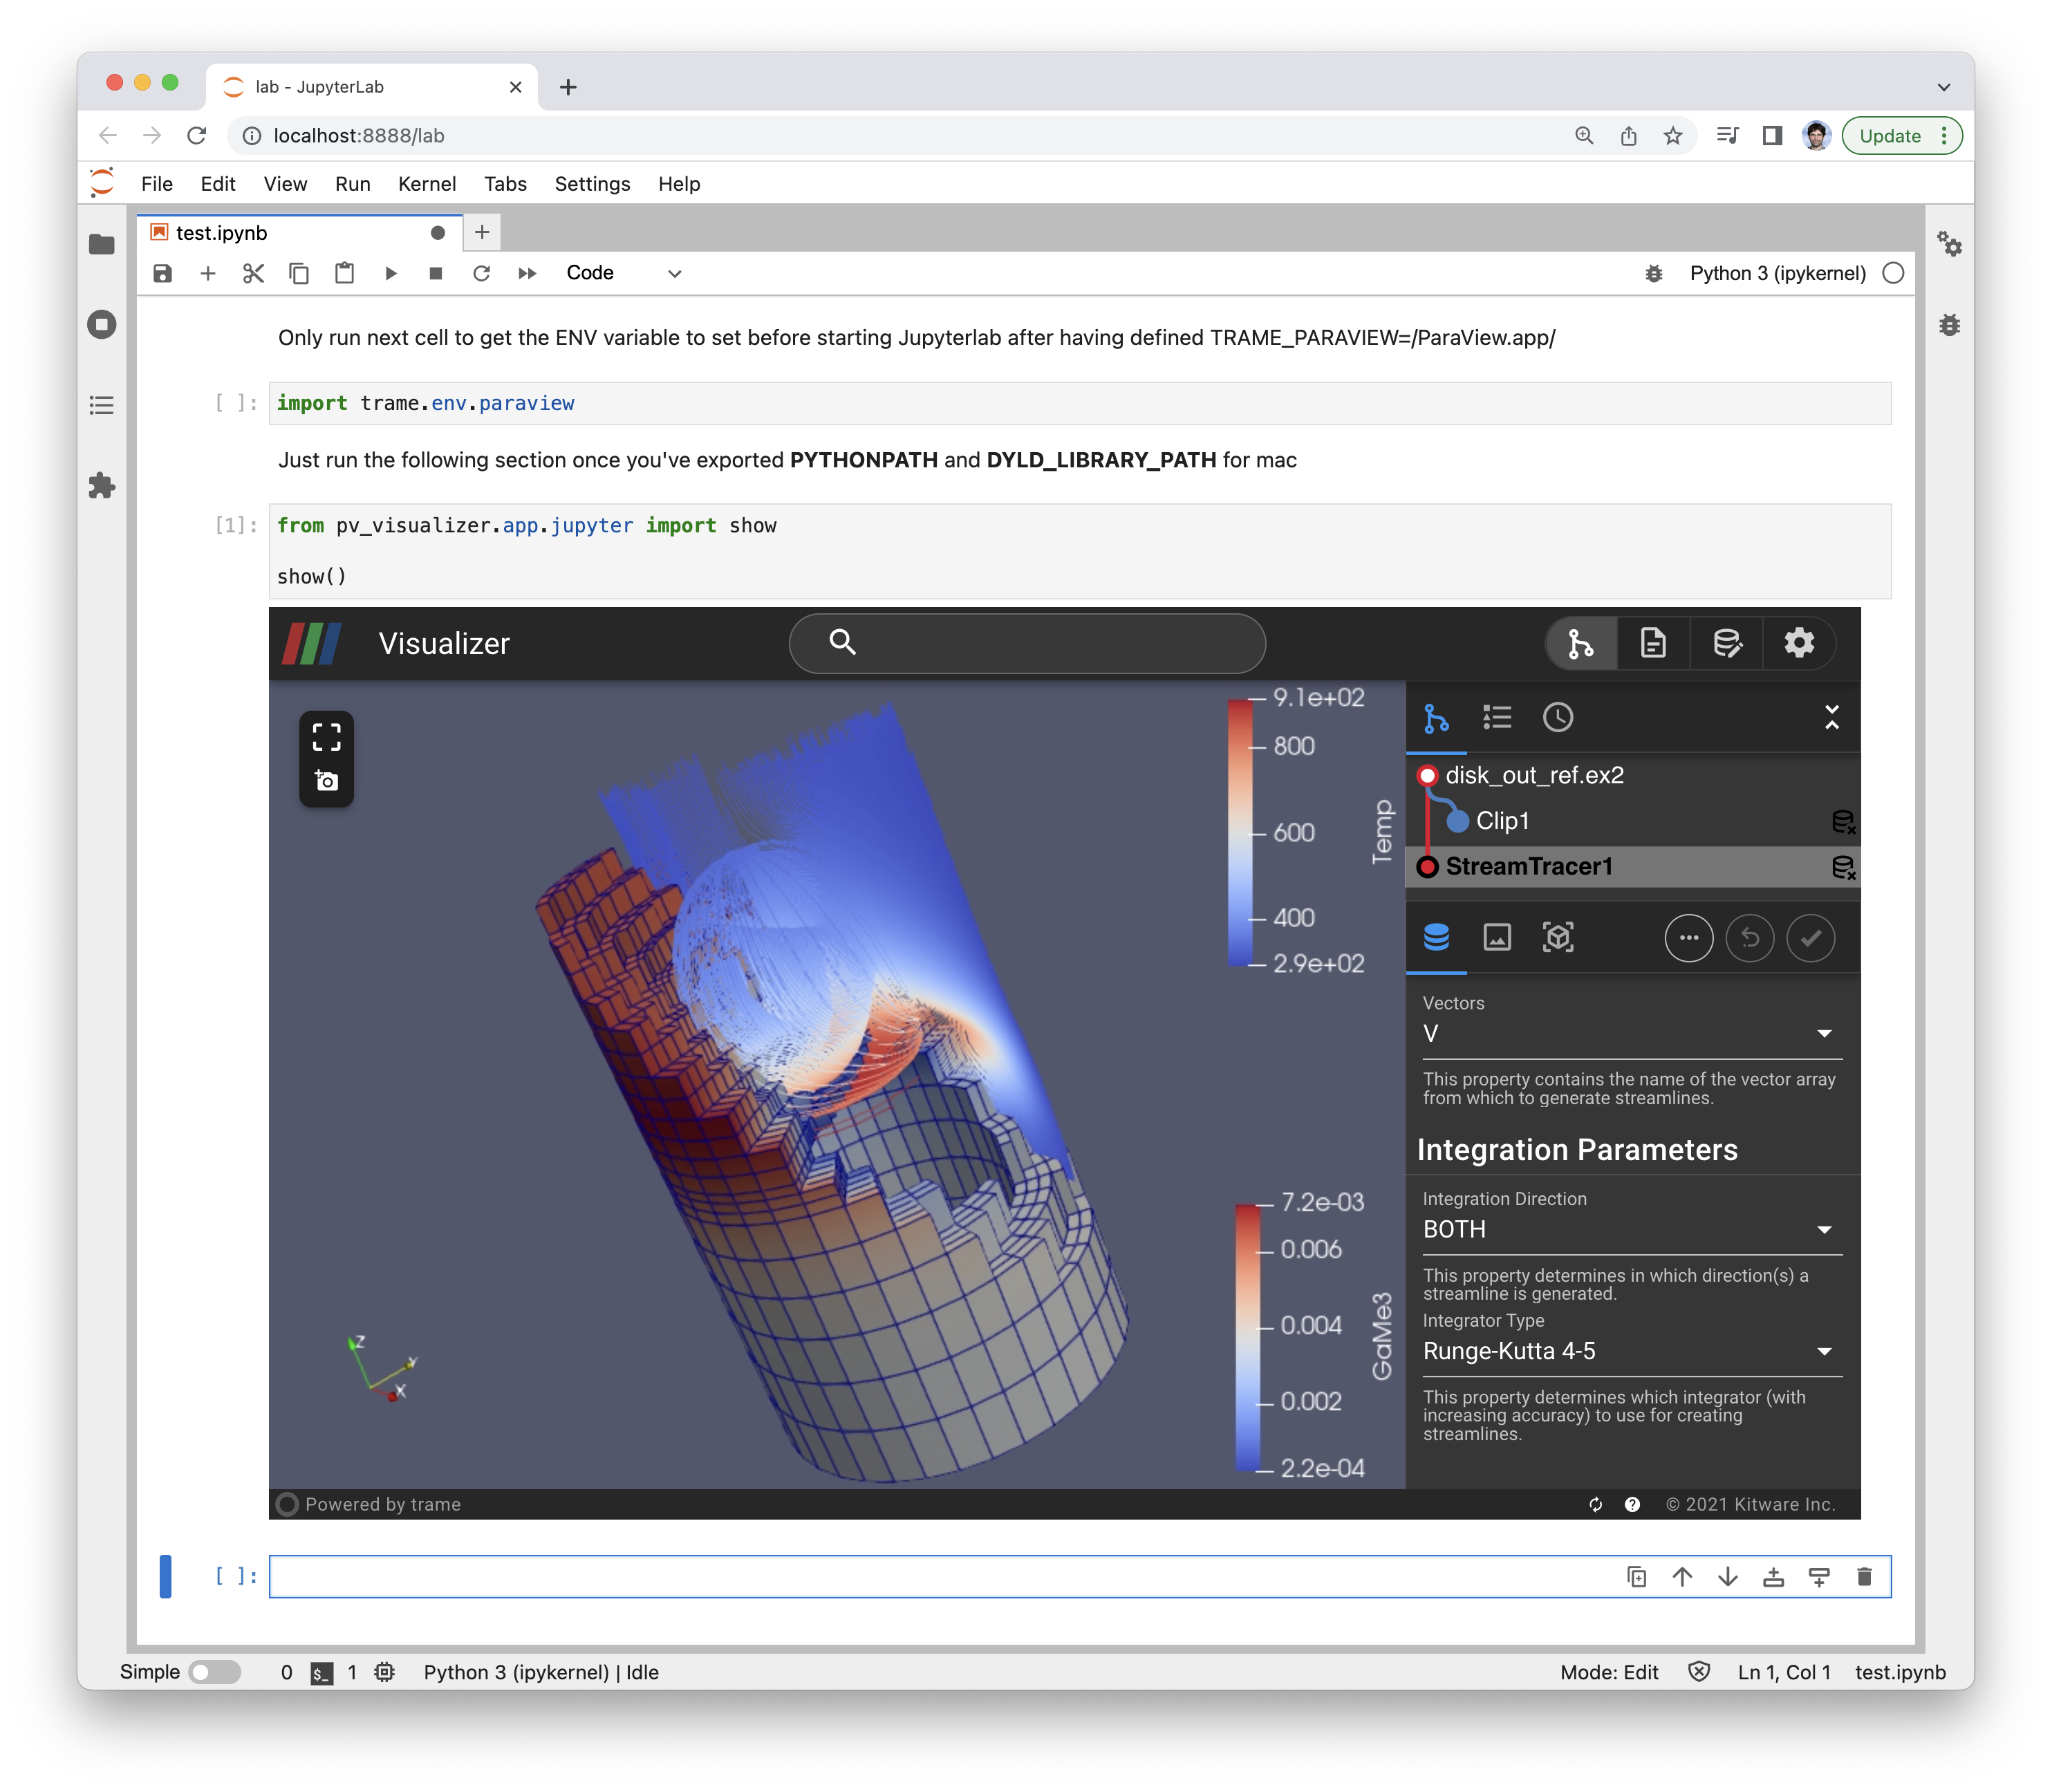 lab - JupyterLab
localhost:8888/lab
Update
File Edit View Run Kernel Tabs Settings Help
test.ipynb
Code
Python 3 (ipykernel)
Only run next cell to get the ENV variable to set before starting Jupyterlab after having defined TRAME_PARAVIEW=/ParaView.app/
[ ]: import trame.env.paraview
Just run the following section once you've exported PYTHONPATH and DYLD_LIBRARY_PATH for mac
[1]: from pv_visualizer.app.jupyter import show
show()
Visualizer
9.1e+02
800
600
400
2.9e+02
Temp
7.2e-03
0.006
0.004
0.002
2.2e-04
GaMe3
Z
Y
X
disk_out_ref.ex2
Clip1
StreamTracer1
Vectors
V
This property contains the name of the vector array
from which to generate streamlines.
Integration Parameters
Integration Direction
BOTH
This property determines in which direction(s) a
streamline is generated.
Integrator Type
Runge-Kutta 4-5
This property determines which integrator (with
increasing accuracy) to use for creating
streamlines.
Powered by trame
© 2021 Kitware Inc.
[ ]:
Simple 0 $_ 1 Python 3 (ipykernel) | Idle
Mode: Edit Ln 1, Col 1 test.ipynb